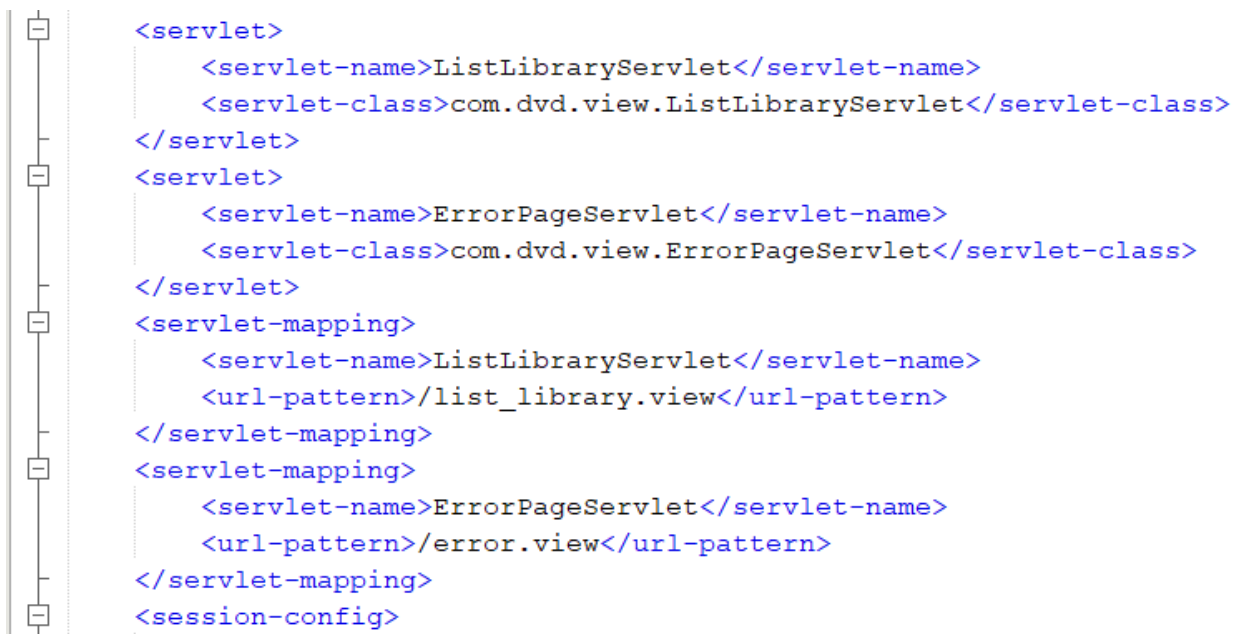 <servlet>
<servlet-name>ListLibraryServlet</servlet-name>
<servlet-class>com.dvd.view.ListLibraryServlet</servlet-class>
</servlet>
<servlet>
<servlet-name>ErrorPageServlet</servlet-name>
<servlet-class>com.dvd.view.ErrorPageServlet</servlet-class>
</servlet>
<servlet-mapping>
<servlet-name>ListLibraryServlet</servlet-name>
<url-pattern>/list_library.view</url-pattern>
</servlet-mapping>
<servlet-mapping>
<servlet-name>ErrorPageServlet</servlet-name>
<url-pattern>/error.view</url-pattern>
</servlet-mapping>
<session-config>